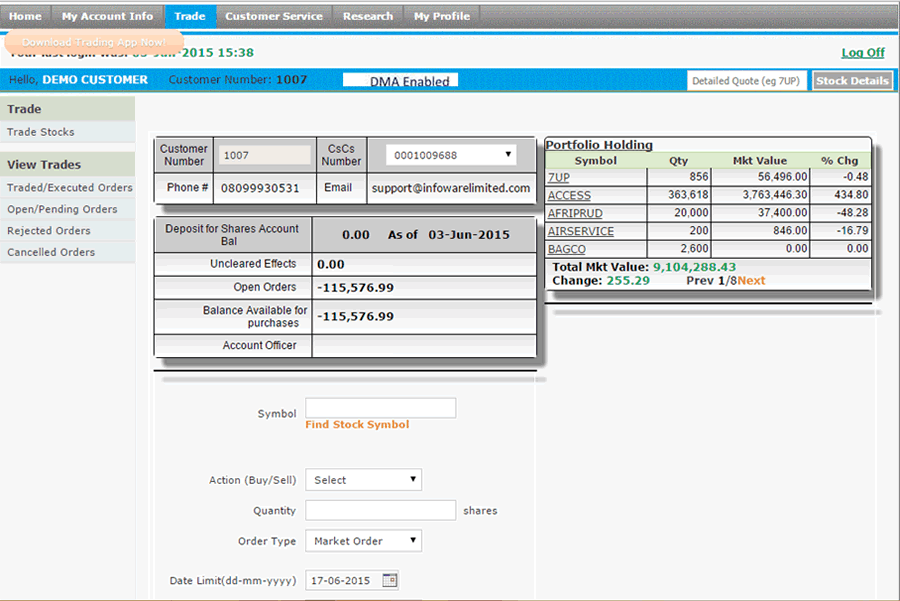 Home My Account Info Trade Customer Service Research My Profile
Download Trading App Now!
Your last login was: 03-Jun-2015 15:38
Log Off
Hello, DEMO CUSTOMER Customer Number: 1007 DMA Enabled Detailed Quote (eg 7UP) Stock Details
Trade
Trade Stocks
View Trades
Traded/Executed Orders
Open/Pending Orders
Rejected Orders
Cancelled Orders
Customer Number 1007 CsCs Number 0001009688
Phone # 08099930531 Email support@infowarelimited.com
Deposit for Shares Account Bal 0.00 As of 03-Jun-2015
Uncleared Effects 0.00
Open Orders -115,576.99
Balance Available for purchases -115,576.99
Account Officer
Portfolio Holding
Symbol Qty Mkt Value % Chg
7UP 856 56,496.00 -0.48
ACCESS 363,618 3,763,446.30 434.80
AFRIPRUD 20,000 37,400.00 -48.28
AIRSERVICE 200 846.00 -16.79
BAGCO 2,600 0.00 0.00
Total Mkt Value: 9,104,288.43
Change: 255.29 Prev 1/8Next
Symbol
Find Stock Symbol
Action (Buy/Sell) Select
Quantity shares
Order Type Market Order
Date Limit(dd-mm-yyyy) 17-06-2015